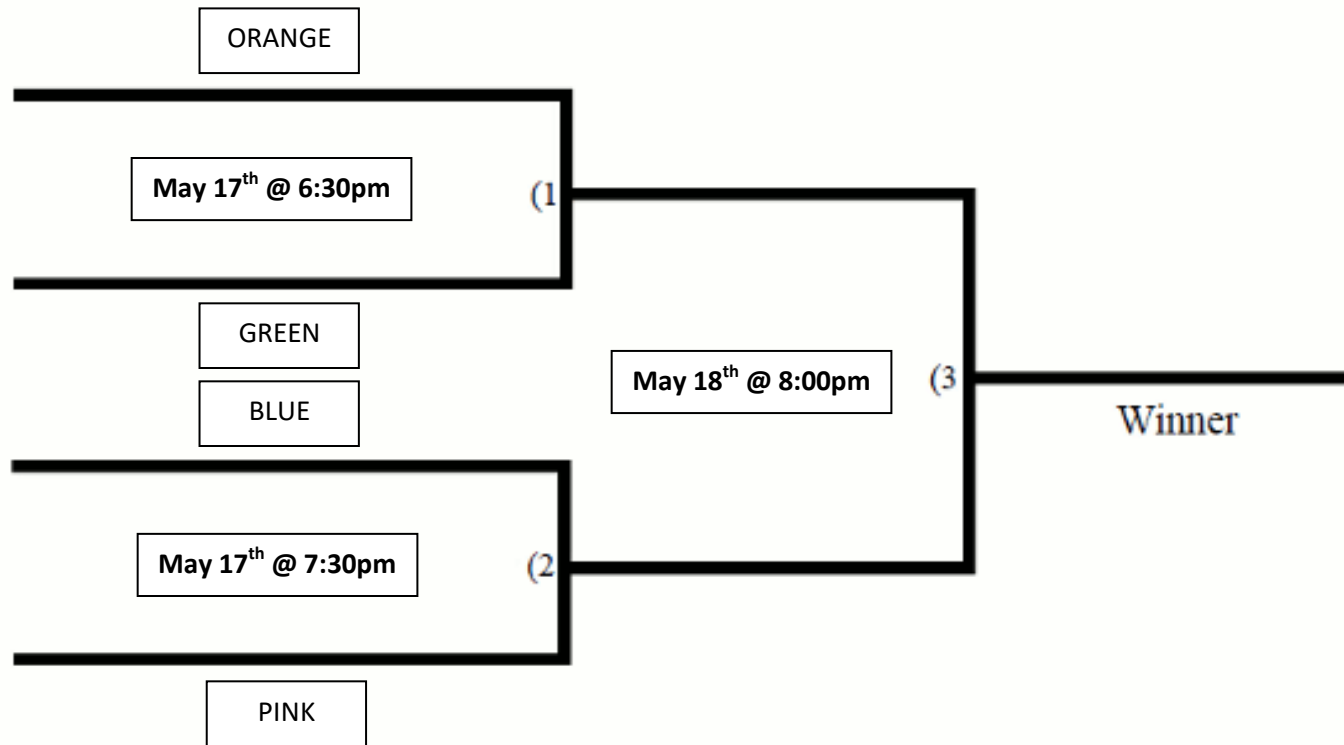 ORANGE
May 17th @ 6:30pm
(1
GREEN
BLUE
May 18th @ 8:00pm
(3
Winner
May 17th @ 7:30pm
(2
PINK